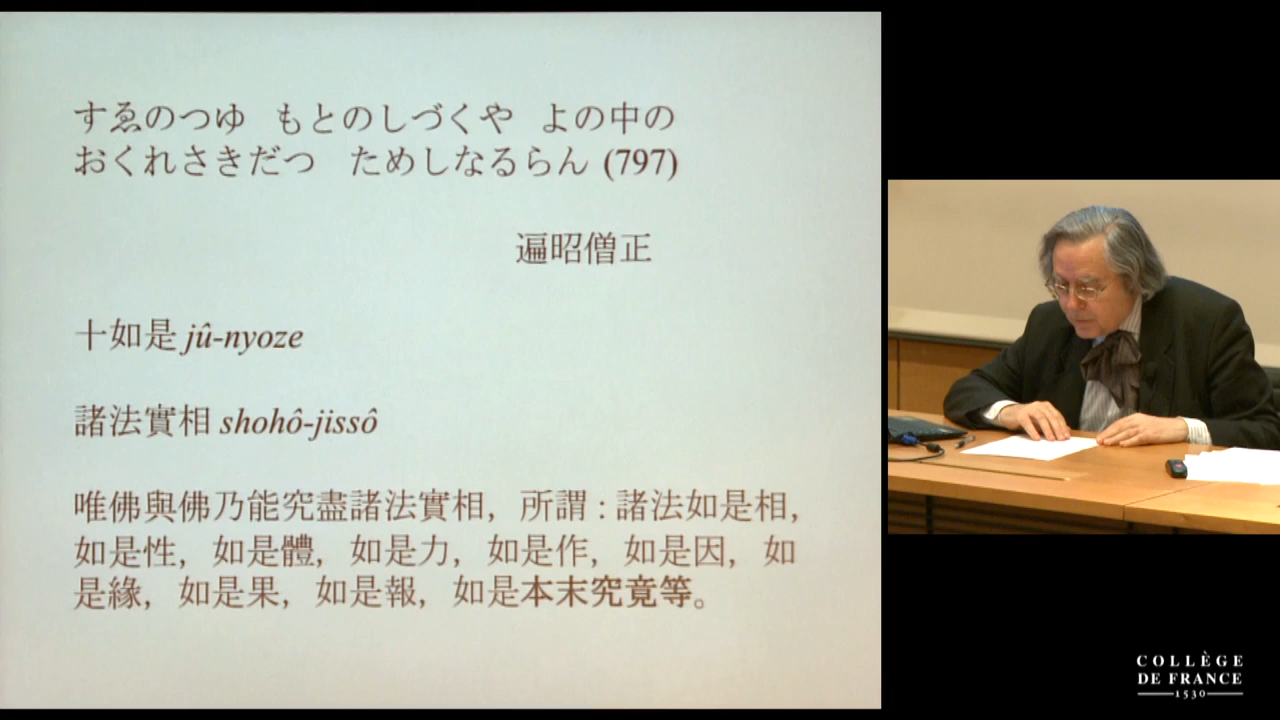 すゑのつゆ　もとのしづくや　よの中の
おくれさきだつ　ためしなるらん (797)
遍昭僧正
十如是 jû-nyoze
諸法實相 shohô-jissô
唯佛與佛乃能究盡諸法實相，所謂 : 諸法如是相，
如是性，如是體，如是力，如是作，如是因，如
是緣，如是果，如是報，如是本末究竟等。
COLLÈGE
DE FRANCE
1530